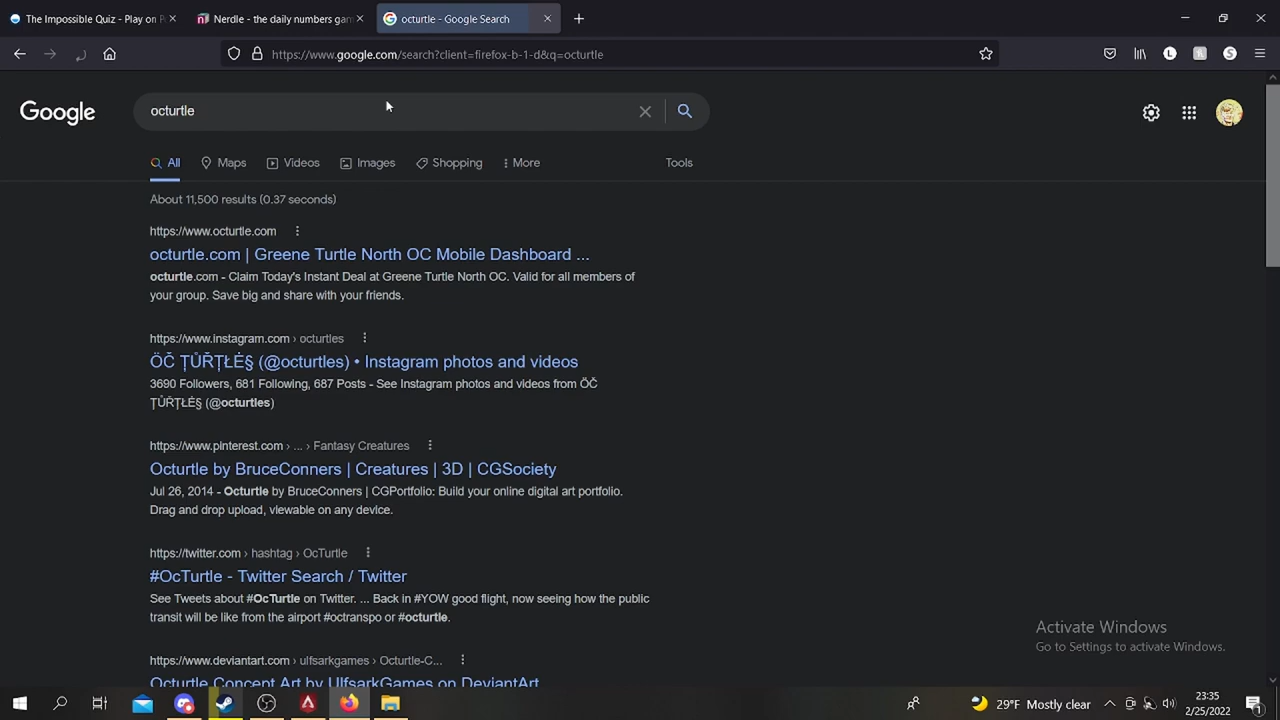 The Impossible Quiz - Play on
Nerdle - the daily numbers gam
octurtle - Google Search
https://www.google.com/search?client=firefox-b-1-d&q=octurtle
Google
octurtle
All
Maps
Videos
Images
Shopping
More
Tools
About 11,500 results (0.37 seconds)
https://www.octurtle.com
octurtle.com | Greene Turtle North OC Mobile Dashboard ...
octurtle.com - Claim Today's Instant Deal at Greene Turtle North OC. Valid for all members of
your group. Save big and share with your friends.
https://www.instagram.com › octurtles
ÖČ ȚŮŘȚŁĖ§ (@octurtles) • Instagram photos and videos
3690 Followers, 681 Following, 687 Posts - See Instagram photos and videos from ÖČ
ȚŮŘȚŁĖ§ (@octurtles)
https://www.pinterest.com › ... › Fantasy Creatures
Octurtle by BruceConners | Creatures | 3D | CGSociety
Jul 26, 2014 - Octurtle by BruceConners | CGPortfolio: Build your online digital art portfolio.
Drag and drop upload, viewable on any device.
https://twitter.com › hashtag › OcTurtle
#OcTurtle - Twitter Search / Twitter
See Tweets about #OcTurtle on Twitter. ... Back in #YOW good flight, now seeing how the public
transit will be like from the airport #octranspo or #octurtle.
https://www.deviantart.com › ulfsarkgames › Octurtle-C...
Octurtle Concept Art by UlfsarkGames on DeviantArt
Activate Windows
Go to Settings to activate Windows.
29°F Mostly clear
23:35
2/25/2022